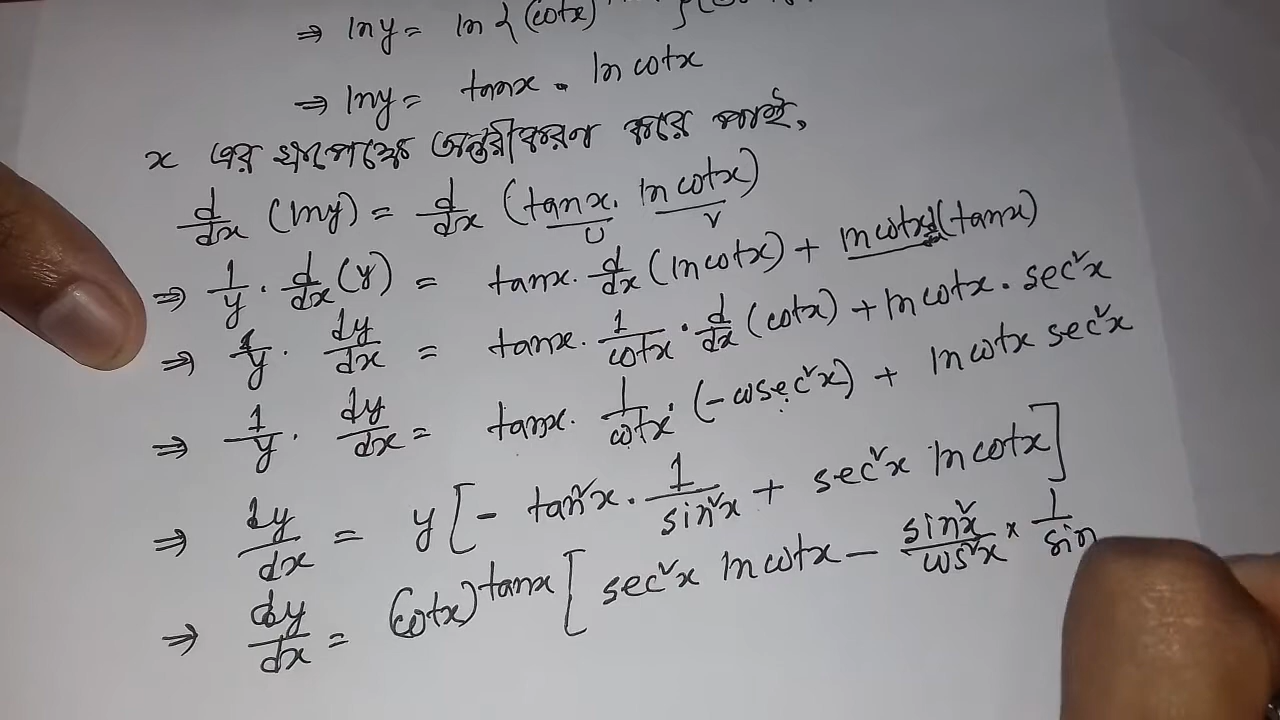 ⇒ lny = ln {(cotx)
⇒ lny = tanx . ln cotx
x এর সাপেক্ষে অন্তরীকরন করে পাই,
d/dx (lny) = d/dx (tanx. ln cotx) U V
⇒ 1/y . d/dx (y) = tanx. d/dx (ln cotx) + ln cotx d/dx (tanx)
⇒ 1/y . dy/dx = tanx. 1/cotx . d/dx (cotx) + ln cotx . sec²x
⇒ 1/y . dy/dx = tanx. 1/cotx . (-cosec²x) + ln cotx sec²x
⇒ dy/dx = y [- tan²x . 1/sin²x + sec²x ln cotx]
⇒ dy/dx = (cotx)^tanx [sec²x ln cotx - sin²x/cos²x × 1/sin